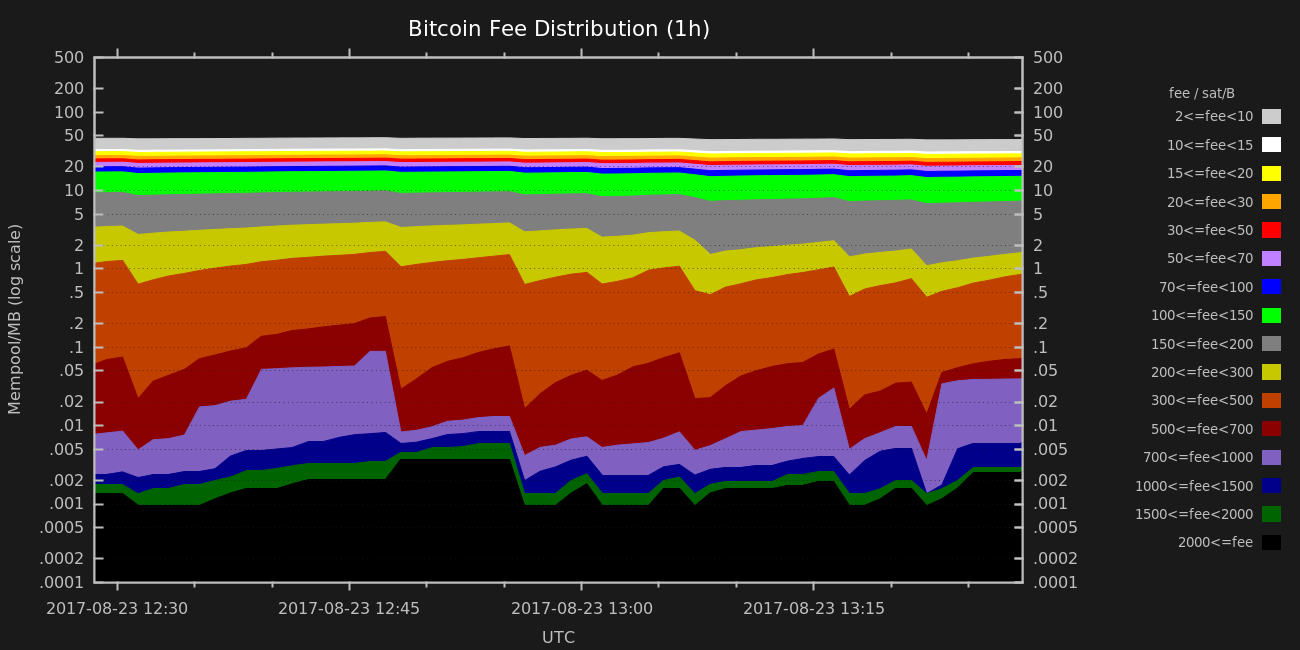 Bitcoin Fee Distribution (1h)
500
200
100
50
20
10
5
2
1
.5
.2
.1
.05
.02
.01
.005
.002
.001
.0005
.0002
.0001
Mempool/MB (log scale)
500
200
100
50
20
10
5
2
1
.5
.2
.1
.05
.02
.01
.005
.002
.001
.0005
.0002
.0001
2017-08-23 12:30
2017-08-23 12:45
2017-08-23 13:00
2017-08-23 13:15
UTC
fee / sat/B
2<=fee<10
10<=fee<15
15<=fee<20
20<=fee<30
30<=fee<50
50<=fee<70
70<=fee<100
100<=fee<150
150<=fee<200
200<=fee<300
300<=fee<500
500<=fee<700
700<=fee<1000
1000<=fee<1500
1500<=fee<2000
2000<=fee